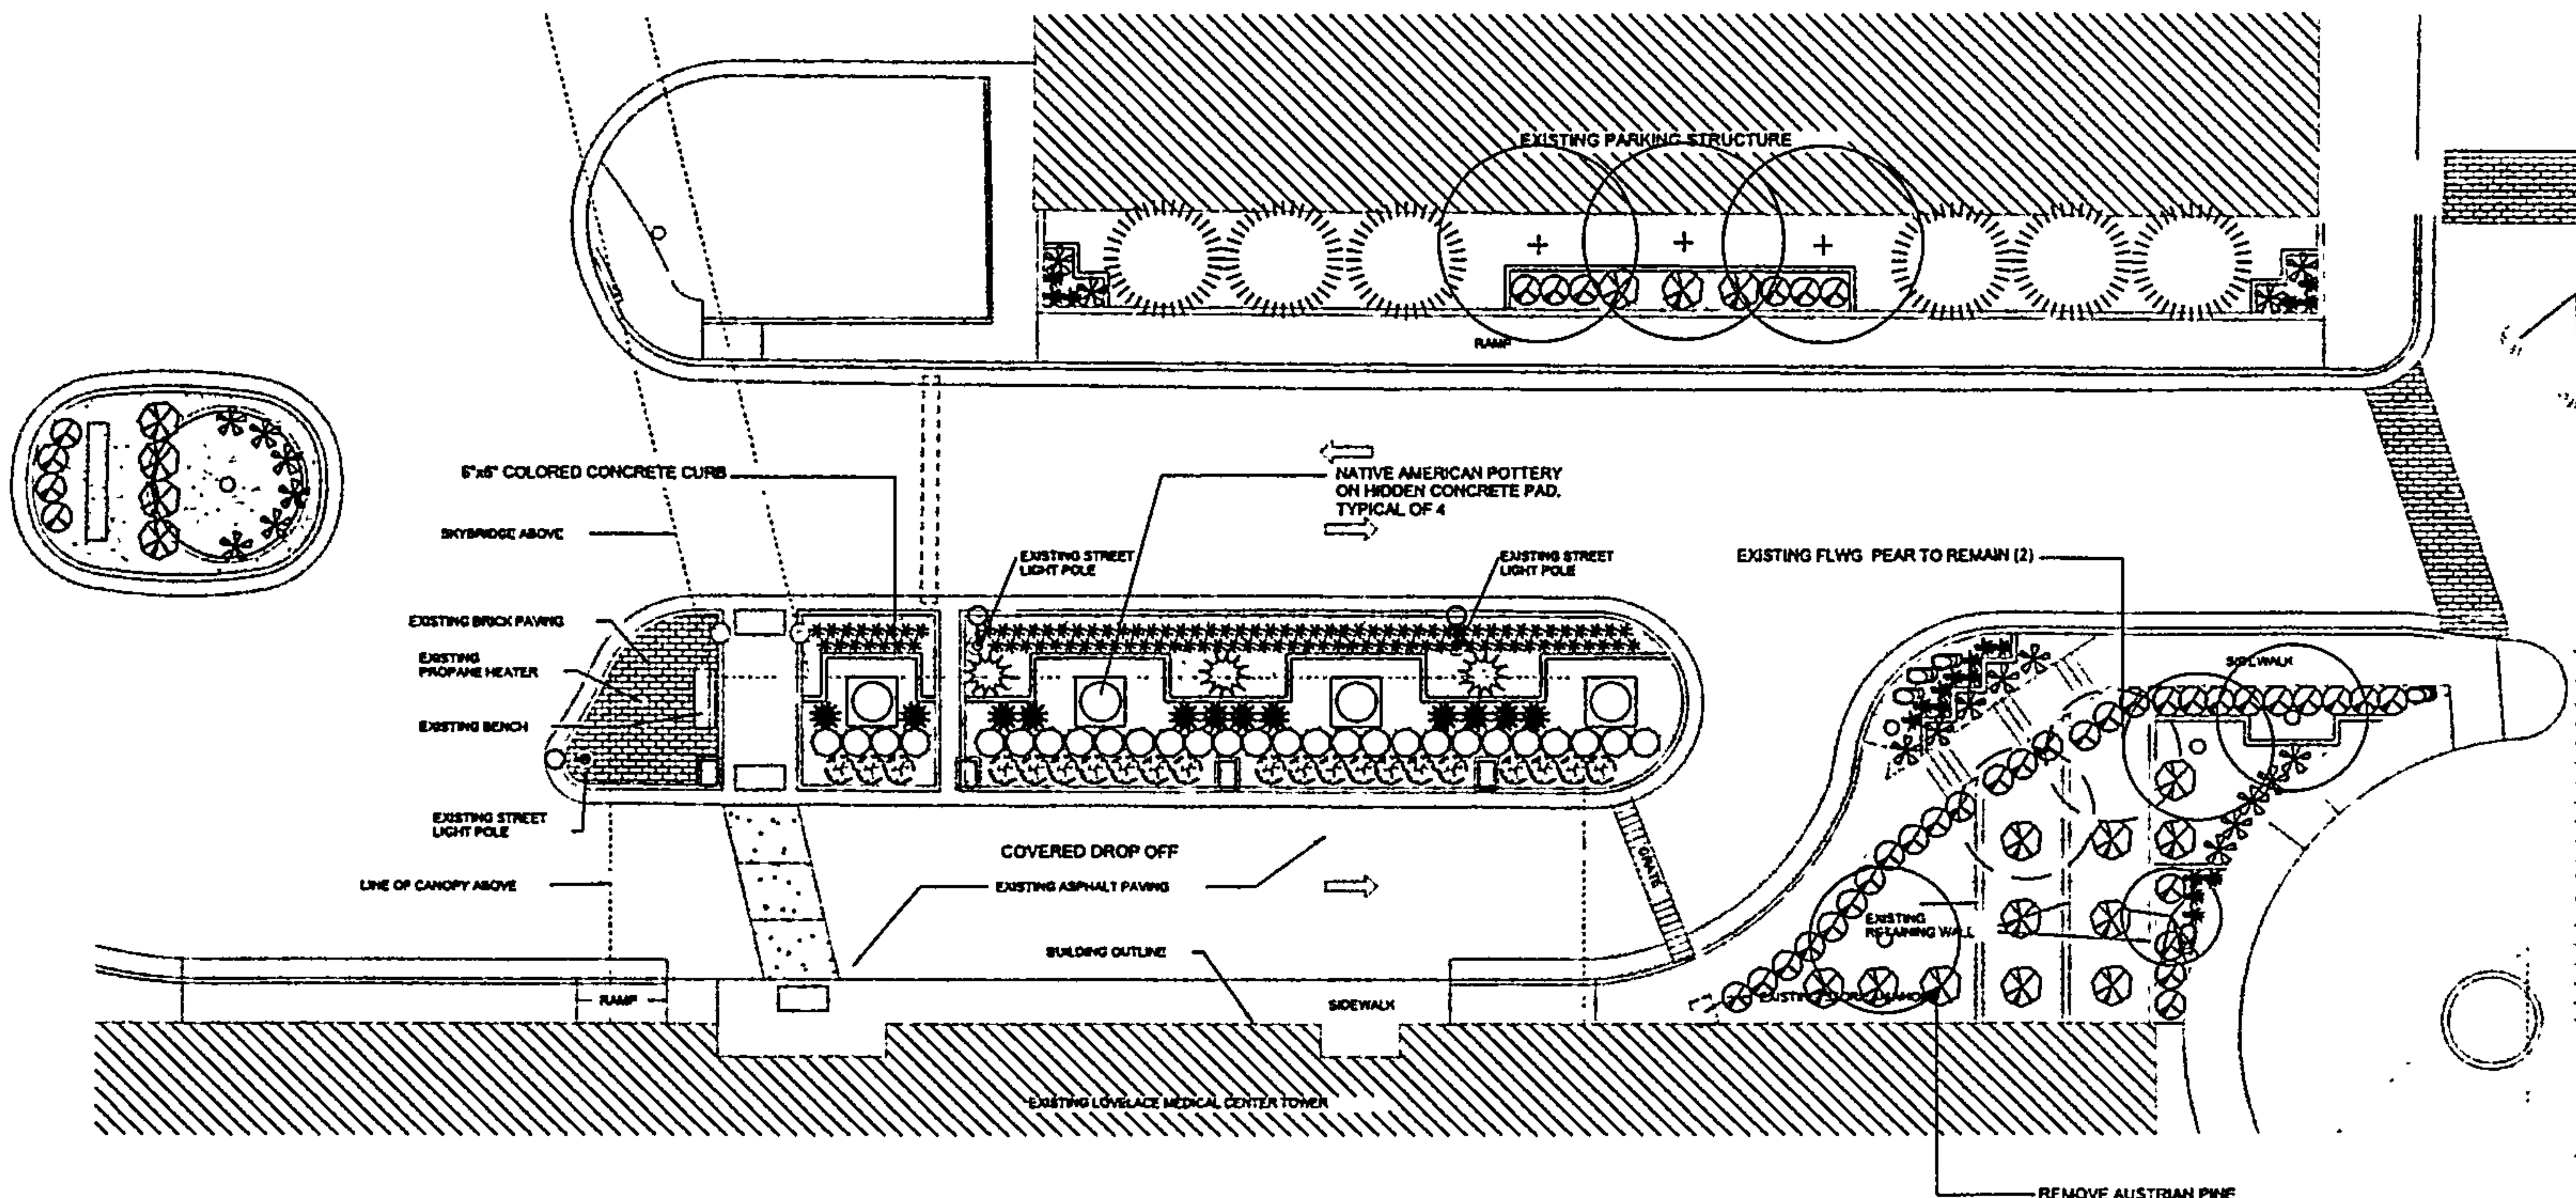 EXISTING PARKING STRUCTURE
RAMP
6"x6" COLORED CONCRETE CURB
NATIVE AMERICAN POTTERY
ON HIDDEN CONCRETE PAD.
TYPICAL OF 4
SKYBRIDGE ABOVE
EXISTING STREET
LIGHT POLE
EXISTING STREET
LIGHT POLE
EXISTING FLWG PEAR TO REMAIN (2)
EXISTING BRICK PAVING
EXISTING
PROPANE HEATER
EXISTING BENCH
SIDEWALK
EXISTING STREET
LIGHT POLE
COVERED DROP OFF
GRATE
LINE OF CANOPY ABOVE
EXISTING ASPHALT PAVING
EXISTING
RETAINING WALL
BUILDING OUTLINE
RAMP
SIDEWALK
EXISTING
EXISTING LOVELACE MEDICAL CENTER TOWER
REMOVE AUSTRIAN PINE